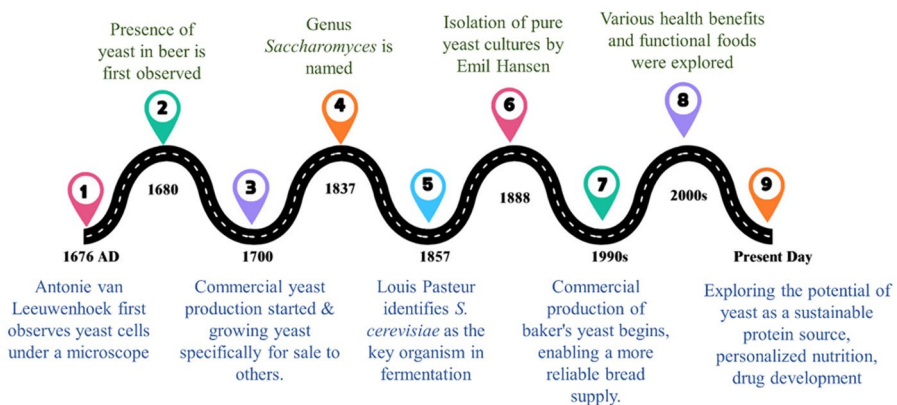 1
1676 AD
Antonie van
Leeuwenhoek first
observes yeast cells
under a microscope
Presence of
yeast in beer is
first observed
2
1680
3
1700
Commercial yeast
production started &
growing yeast
specifically for sale to
others.
Genus
Saccharomyces is
named
4
1837
5
1857
Louis Pasteur
identifies S.
cerevisiae as the
key organism in
fermentation
Isolation of pure
yeast cultures by
Emil Hansen
6
1888
7
1990s
Commercial
production of
baker's yeast begins,
enabling a more
reliable bread
supply.
Various health benefits
and functional foods
were explored
8
2000s
9
Present Day
Exploring the potential of
yeast as a sustainable
protein source,
personalized nutrition,
drug development